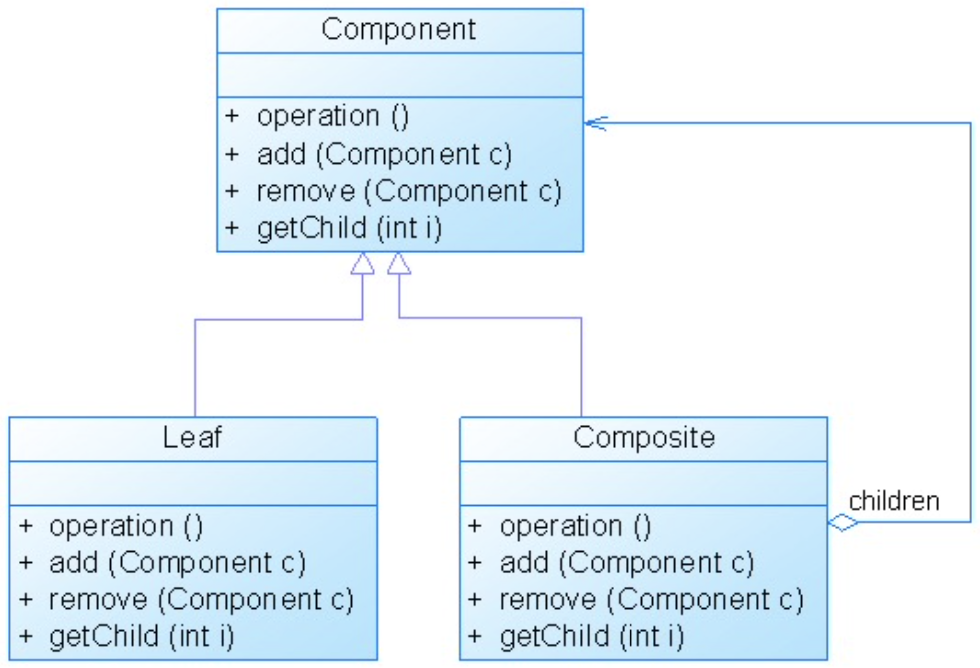 Component
+ operation ()
+ add (Component c)
+ remove (Component c)
+ getChild (int i)
Leaf
+ operation ()
+ add (Component c)
+ remove (Component c)
+ getChild (int i)
Composite
+ operation ()
+ add (Component c)
+ remove (Component c)
+ getChild (int i)
children